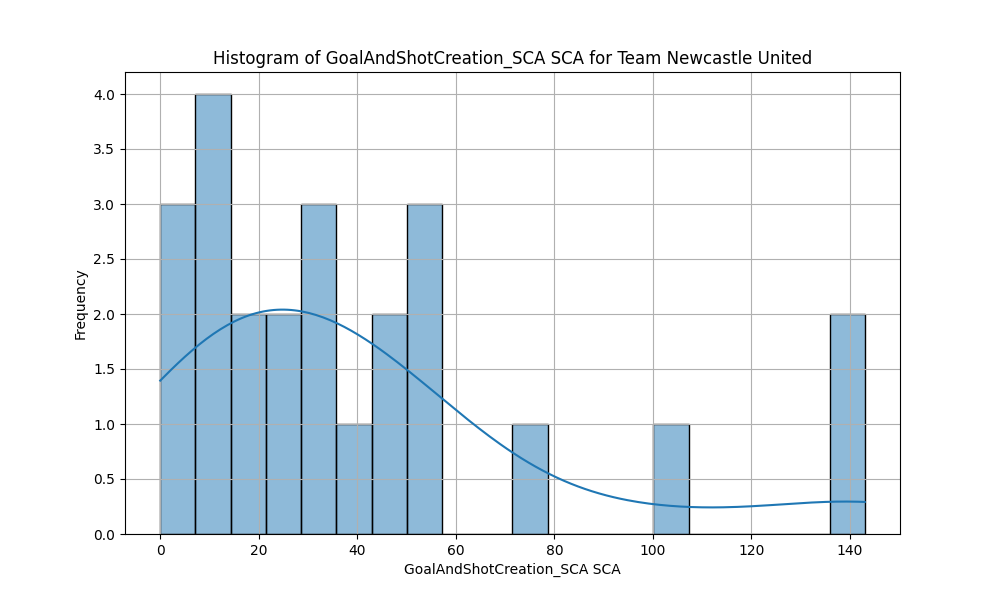 Histogram of GoalAndShotCreation_SCA SCA for Team Newcastle United
4.0
3.5
3.0
2.5
2.0
1.5
1.0
0.5
0.0
Frequency
0 20 40 60 80 100 120 140
GoalAndShotCreation_SCA SCA